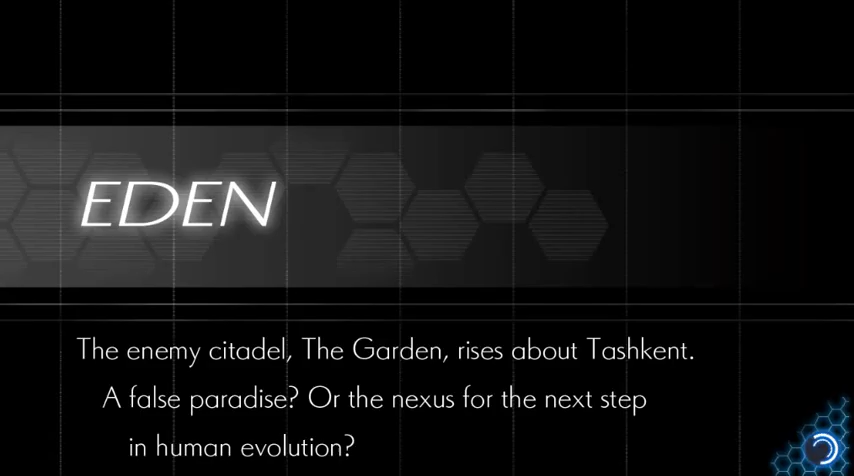 EDEN
The enemy citadel, The Garden, rises about Tashkent.
A false paradise? Or the nexus for the next step
in human evolution?